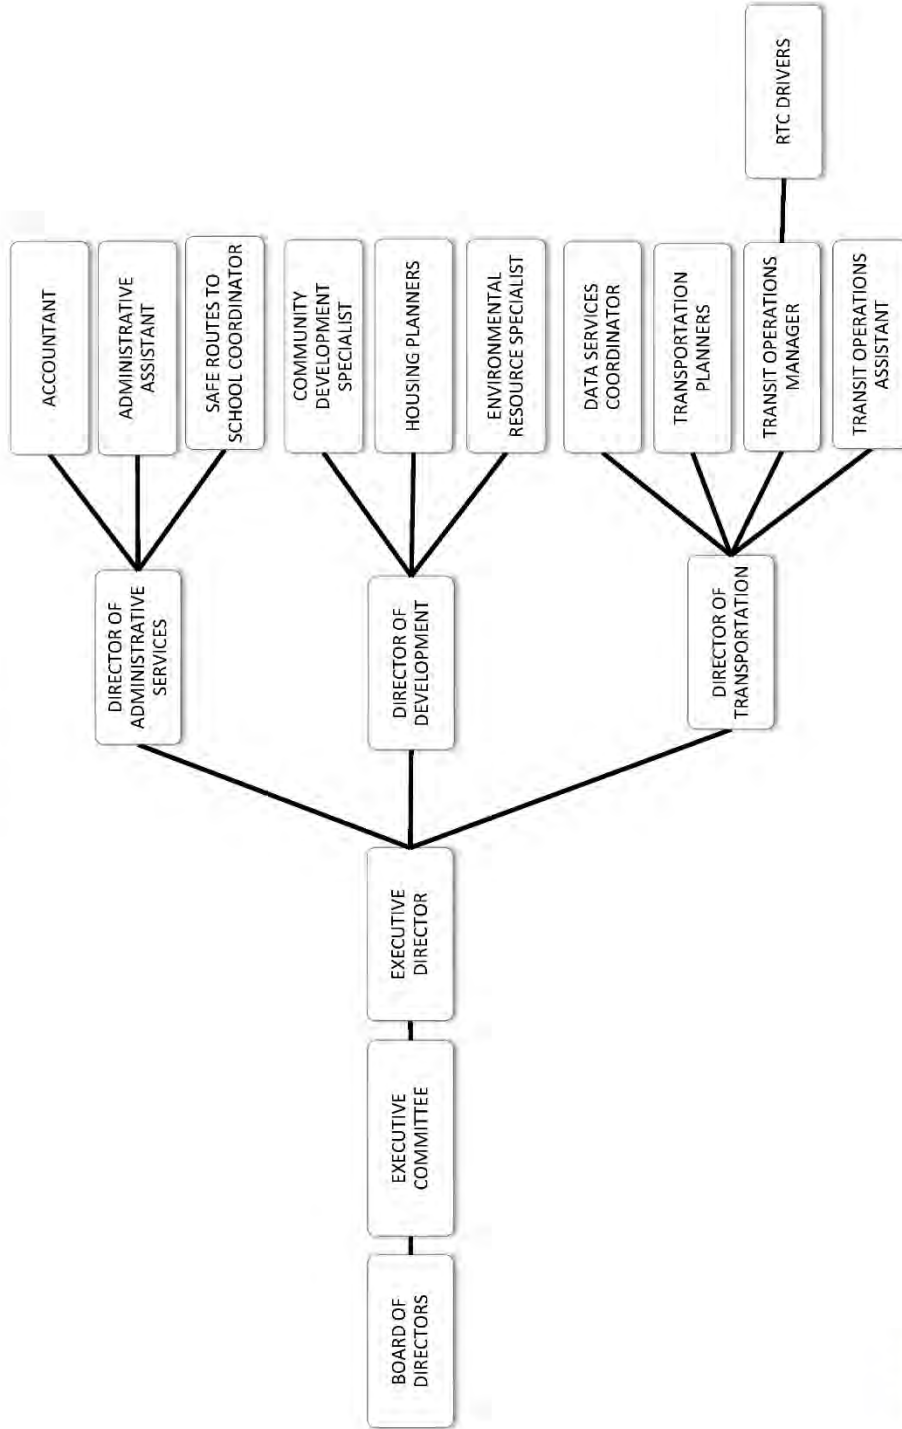 BOARD OF
DIRECTORS
EXECUTIVE
COMMITTEE
EXECUTIVE
DIRECTOR
DIRECTOR OF
ADMINISTRATIVE
SERVICES
DIRECTOR OF
DEVELOPMENT
DIRECTOR OF
TRANSPORTATION
ACCOUNTANT
ADMINISTRATIVE
ASSISTANT
SAFE ROUTES TO
SCHOOL COORDINATOR
COMMUNITY
DEVELOPMENT
SPECIALIST
HOUSING PLANNERS
ENVIRONMENTAL
RESOURCE SPECIALIST
DATA SERVICES
COORDINATOR
TRANSPORTATION
PLANNERS
TRANSIT OPERATIONS
MANAGER
TRANSIT OPERATIONS
ASSISTANT
RTC DRIVERS